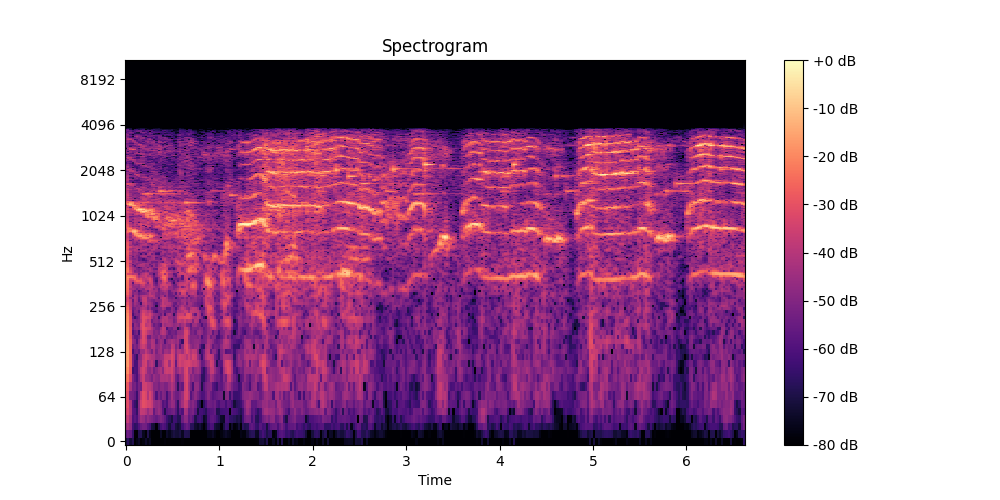 Spectrogram
8192
4096
2048
1024
512
256
128
64
0
Hz
0 1 2 3 4 5 6
Time
+0 dB
-10 dB
-20 dB
-30 dB
-40 dB
-50 dB
-60 dB
-70 dB
-80 dB